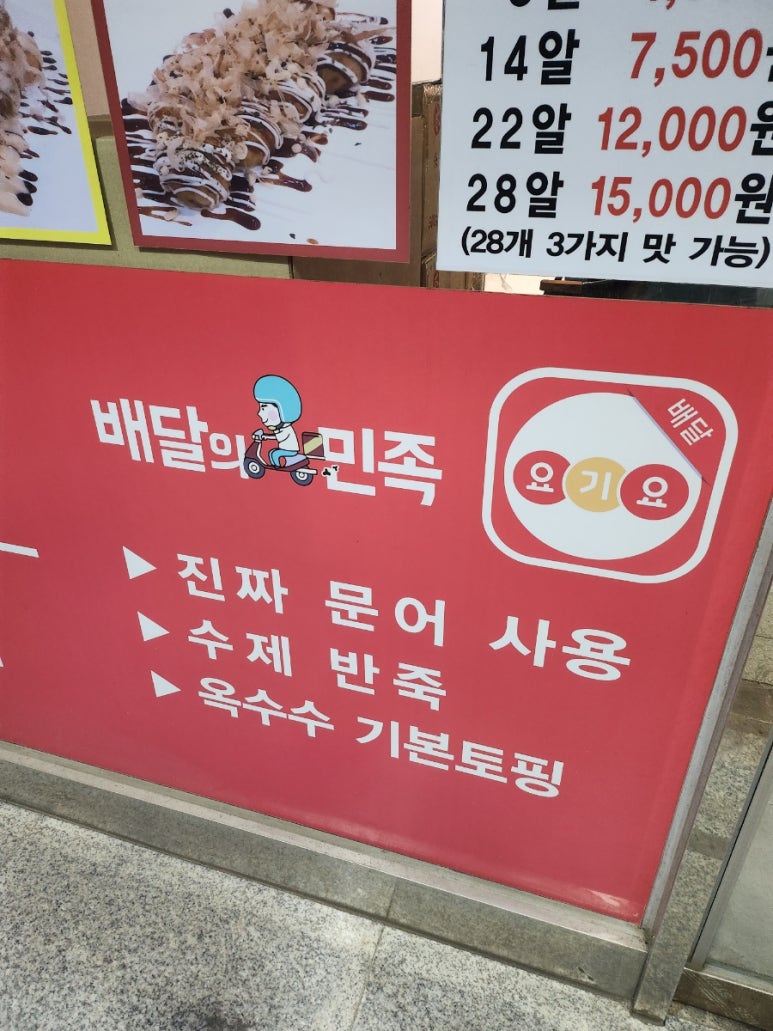 14알 7,500
22알 12,000원
28알 15,000원
(28개 3가지 맛 가능)
배달의민족
배달
요기요
▶ 진짜 문어 사용
▶ 수제 반죽
▶ 옥수수 기본토핑